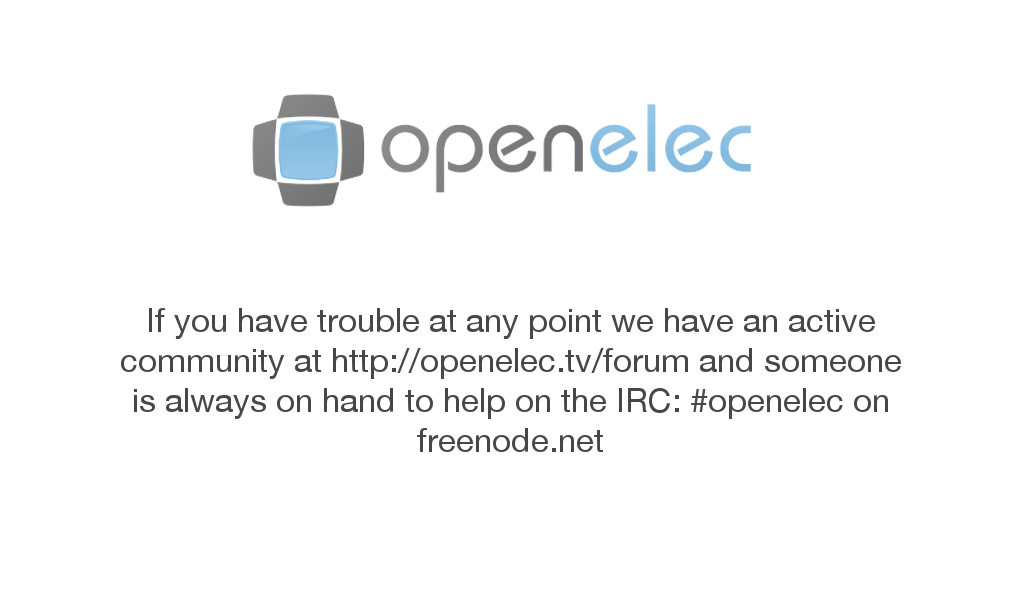 openelec
If you have trouble at any point we have an active
community at http://openelec.tv/forum and someone
is always on hand to help on the IRC: #openelec on
freenode.net